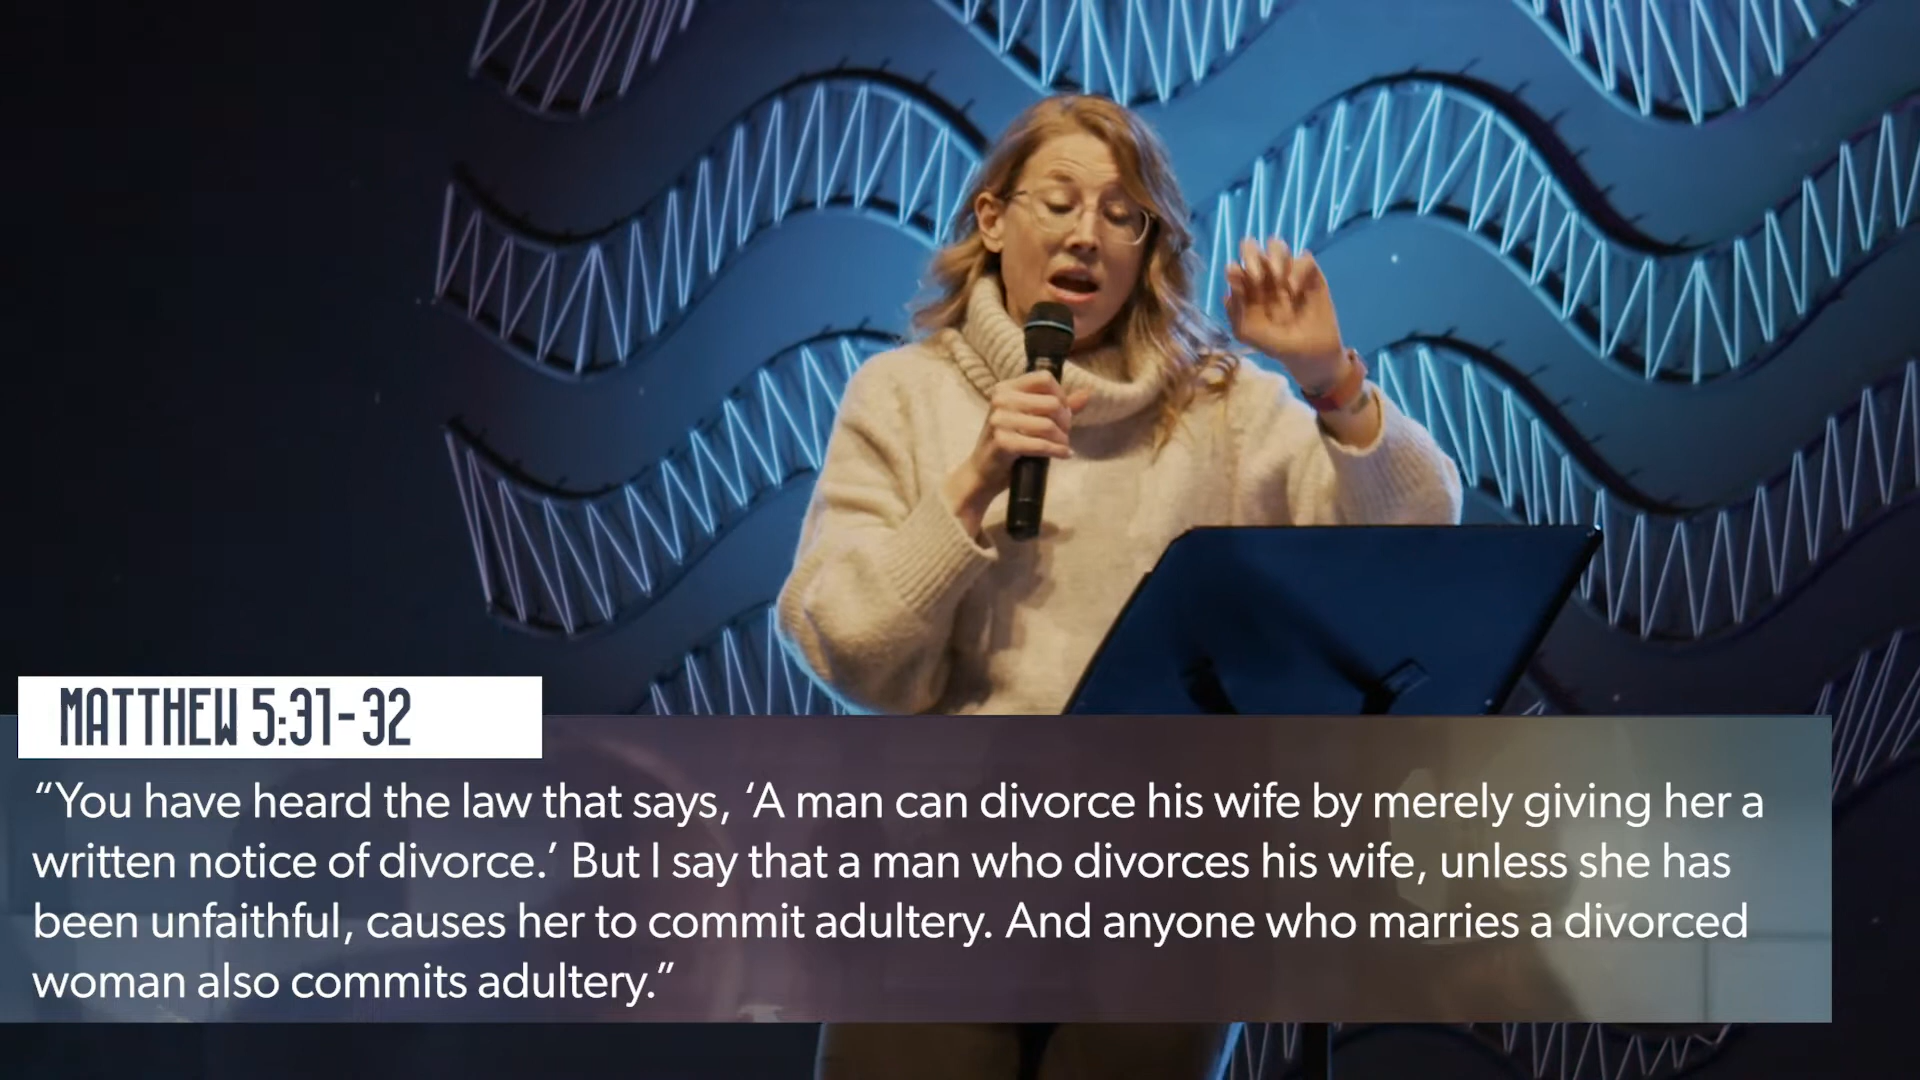 MATTHEW 5:31-32
“You have heard the law that says, ‘A man can divorce his wife by merely giving her a
written notice of divorce.’ But I say that a man who divorces his wife, unless she has
been unfaithful, causes her to commit adultery. And anyone who marries a divorced
woman also commits adultery.”